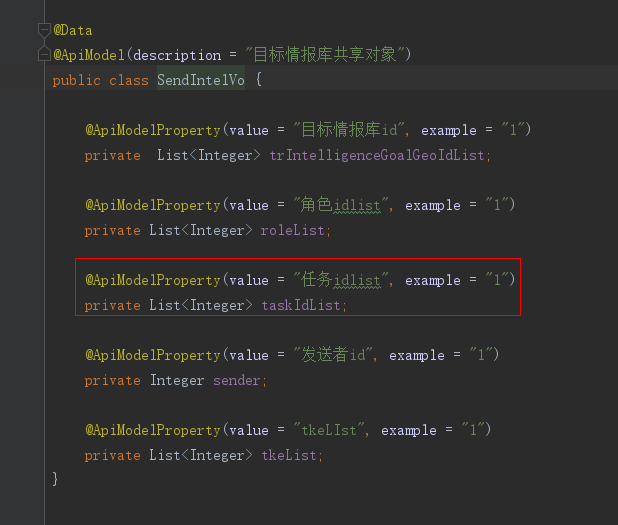 @Data
@ApiModel(description = "目标情报库共享对象")
public class SendIntelVo {
@ApiModelProperty(value = "目标情报库id", example = "1")
private  List<Integer> trIntelligenceGoalGeoIdList;
@ApiModelProperty(value = "角色idlist", example = "1")
private List<Integer> roleList;
@ApiModelProperty(value = "任务idlist", example = "1")
private List<Integer> taskIdList;
@ApiModelProperty(value = "发送者id", example = "1")
private Integer sender;
@ApiModelProperty(value = "tkeLIst", example = "1")
private List<Integer> tkeList;
}